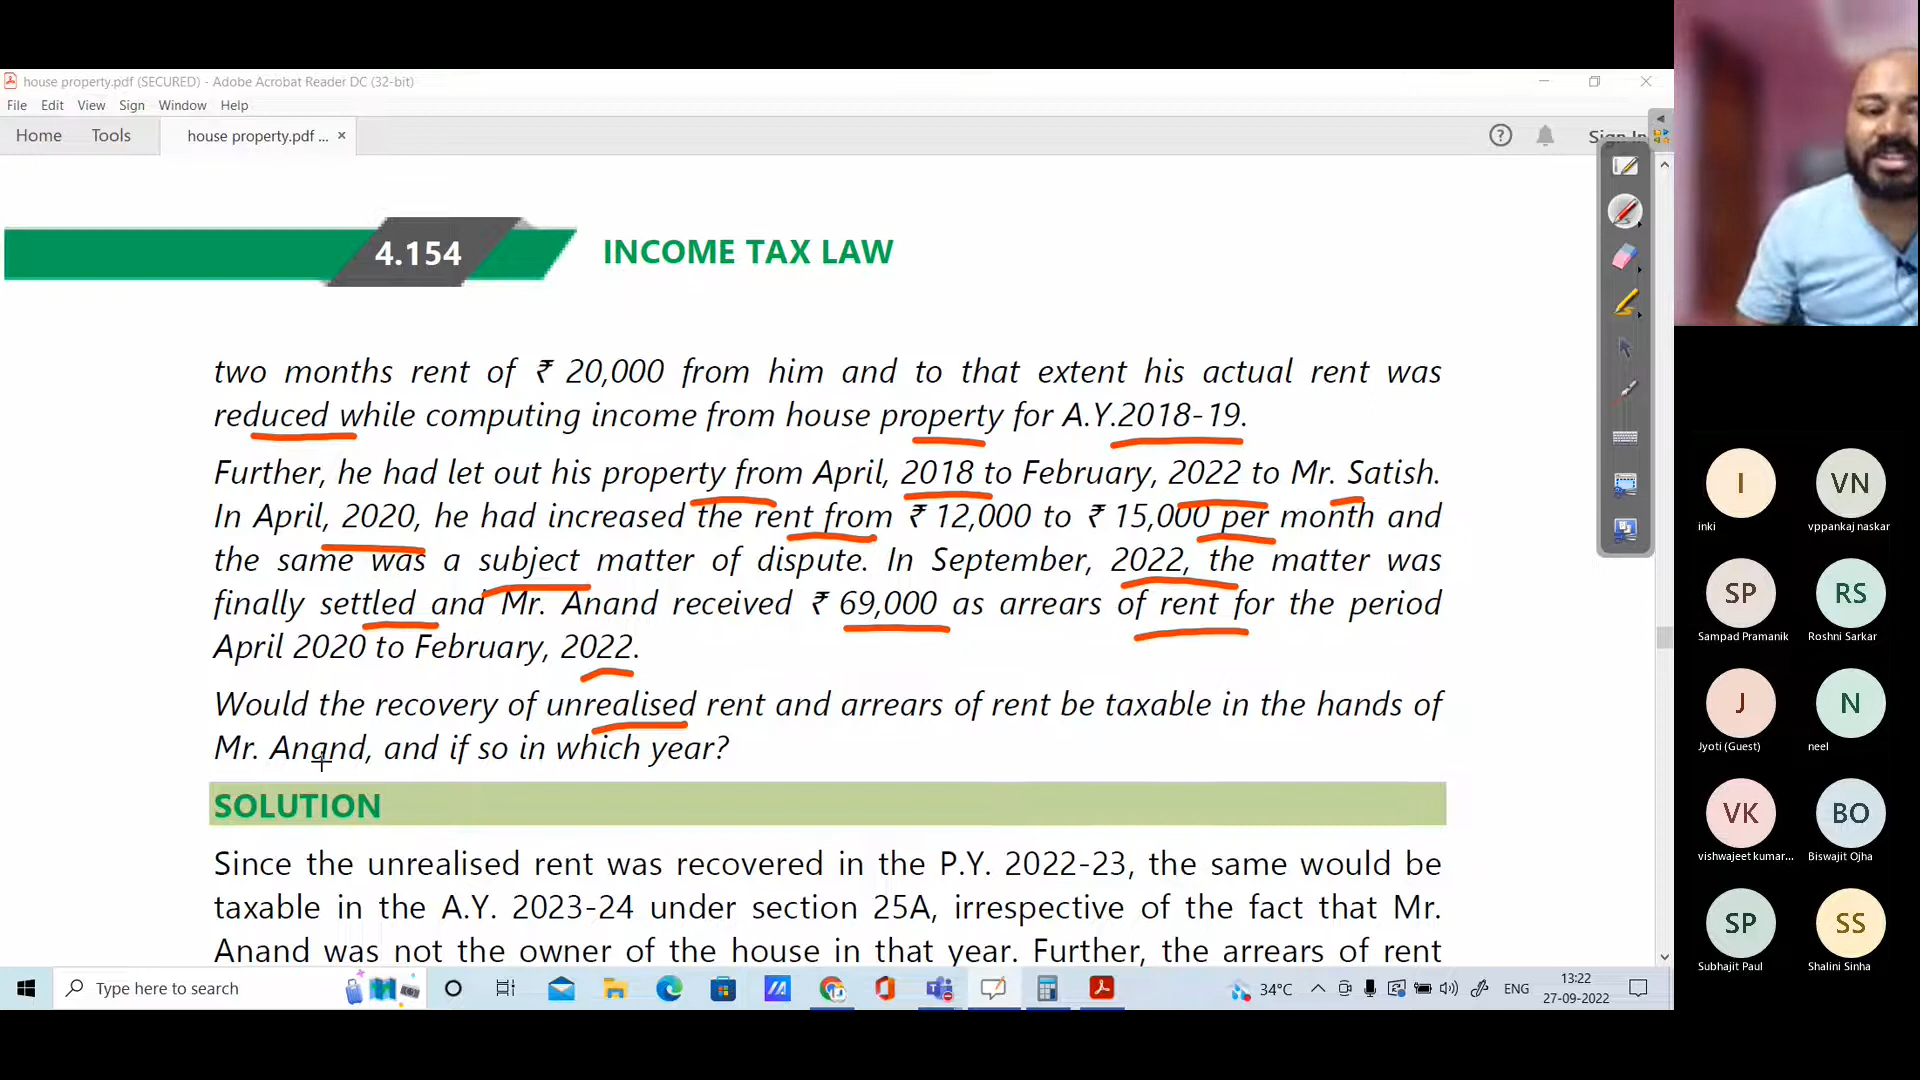 house property.pdf (SECURED) - Adobe Acrobat Reader DC (32-bit)
File Edit View Sign Window Help
Home Tools house property.pdf ... ×
4.154 INCOME TAX LAW
two months rent of ₹ 20,000 from him and to that extent his actual rent was
reduced while computing income from house property for A.Y.2018-19.
Further, he had let out his property from April, 2018 to February, 2022 to Mr. Satish.
In April, 2020, he had increased the rent from ₹ 12,000 to ₹ 15,000 per month and
the same was a subject matter of dispute. In September, 2022, the matter was
finally settled and Mr. Anand received ₹ 69,000 as arrears of rent for the period
April 2020 to February, 2022.
Would the recovery of unrealised rent and arrears of rent be taxable in the hands of
Mr. Anand, and if so in which year?
SOLUTION
Since the unrealised rent was recovered in the P.Y. 2022-23, the same would be
taxable in the A.Y. 2023-24 under section 25A, irrespective of the fact that Mr.
Anand was not the owner of the house in that year. Further, the arrears of rent
Type here to search
34°C
ENG
13:22
27-09-2022
I VN
inki vppankaj naskar
SP RS
Sampad Pramanik Roshni Sarkar
J N
Jyoti (Guest) neel
VK BO
vishwajeet kumar... Biswajit Ojha
SP SS
Subhajit Paul Shalini Sinha